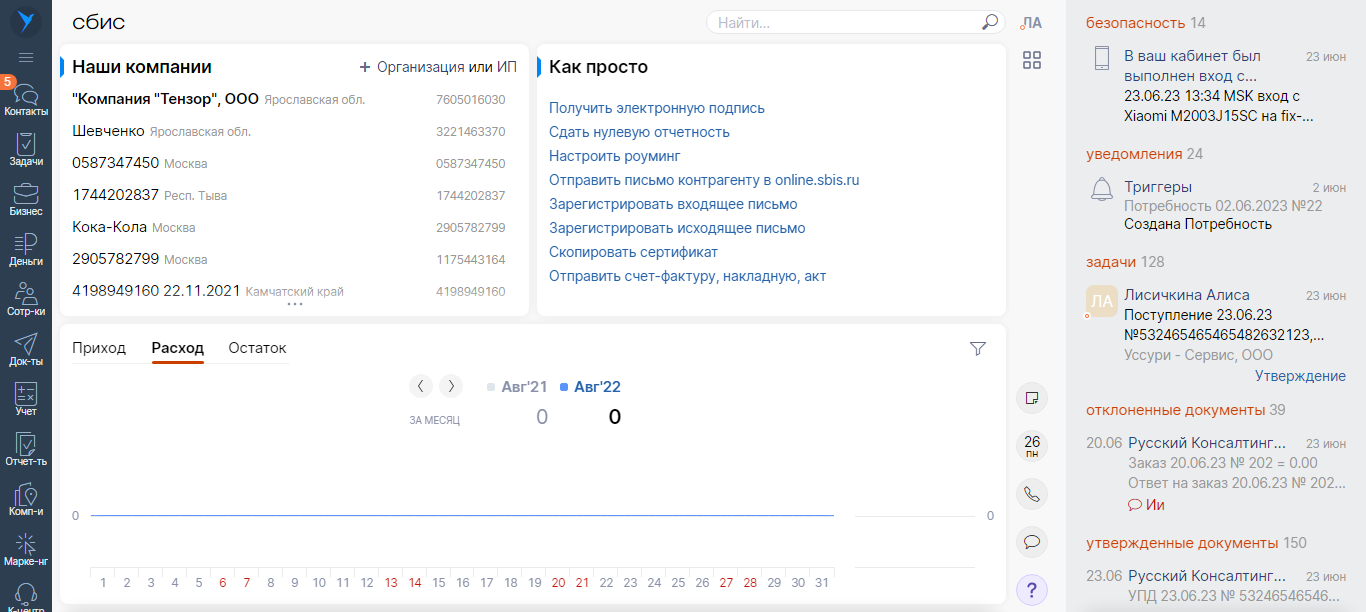 5
Контакты
Задачи
Бизнес
Деньги
Сотр-ки
Док-ты
Учет
Отчет-ть
Комп-и
Марке-нг
К-центр
сбис
Найти...
ЛА
Наши компании
+ Организация или ИП
"Компания "Тензор", ООО Ярославская обл. 7605016030
Шевченко Ярославская обл. 3221463370
0587347450 Москва 0587347450
1744202837 Респ. Тыва 1744202837
Кока-Кола Москва 2905782799
2905782799 Москва 1175443164
4198949160 22.11.2021 Камчатский край 4198949160
Как просто
Получить электронную подпись
Сдать нулевую отчетность
Настроить роуминг
Отправить письмо контрагенту в online.sbis.ru
Зарегистрировать входящее письмо
Зарегистрировать исходящее письмо
Скопировать сертификат
Отправить счет-фактуру, накладную, акт
Приход Расход Остаток
Авг'21 Авг'22
ЗА МЕСЯЦ 0 0
0 0
1 2 3 4 5 6 7 8 9 10 11 12 13 14 15 16 17 18 19 20 21 22 23 24 25 26 27 28 29 30 31
26
ПН
?
безопасность 14
В ваш кабинет был 23 июн
выполнен вход с...
23.06.23 13:34 MSK вход с
Xiaomi M2003J15SC на fix-...
уведомления 24
Триггеры 2 июн
Потребность 02.06.2023 №22
Создана Потребность
задачи 128
ЛА
Лисичкина Алиса 23 июн
Поступление 23.06.23
№532465465465482632123,...
Уссури - Сервис, ООО
Утверждение
отклоненные документы 39
20.06 Русский Консалтинг... 23 июн
Заказ 20.06.23 № 202 = 0.00
Ответ на заказ 20.06.23 № 202...
Ии
утвержденные документы 150
23.06 Русский Консалтинг... 23 июн
УПД 23.06.23 № 53246546546...